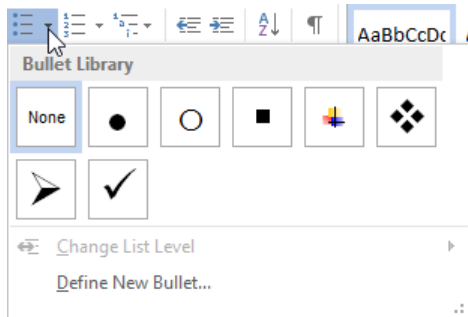 AaBbCcDc
Bullet Library
None
Change List Level
Define New Bullet...